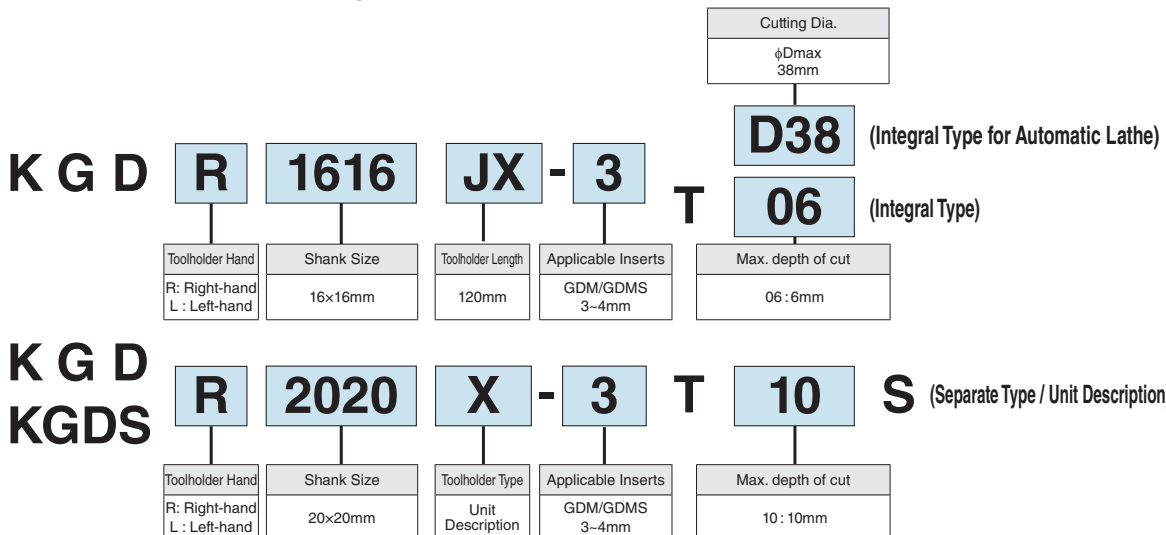 Cutting Dia.
ϕDmax
38mm
K G D R 1616 JX - 3 D38 (Integral Type for Automatic Lathe)
T 06 (Integral Type)
Toolholder Hand Shank Size Toolholder Length Applicable Inserts Max. depth of cut
R: Right-hand
L : Left-hand
16×16mm
120mm
GDM/GDMS
3~4mm
06 : 6mm
K G D
KGDS
R 2020 X - 3 T 10 S (Separate Type / Unit Description
Toolholder Hand Shank Size Toolholder Type Applicable Inserts Max. depth of cut
R: Right-hand
L : Left-hand
20×20mm
Unit
Description
GDM/GDMS
3~4mm
10 : 10mm